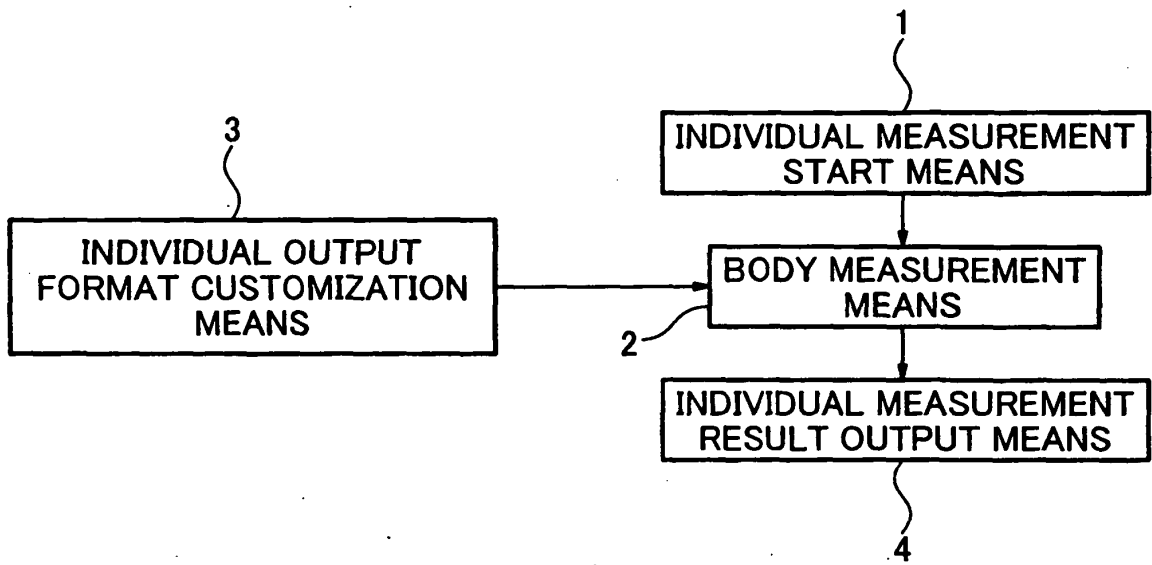 1
INDIVIDUAL MEASUREMENT
START MEANS
3
INDIVIDUAL OUTPUT
FORMAT CUSTOMIZATION
MEANS
BODY MEASUREMENT
MEANS
2
INDIVIDUAL MEASUREMENT
RESULT OUTPUT MEANS
4